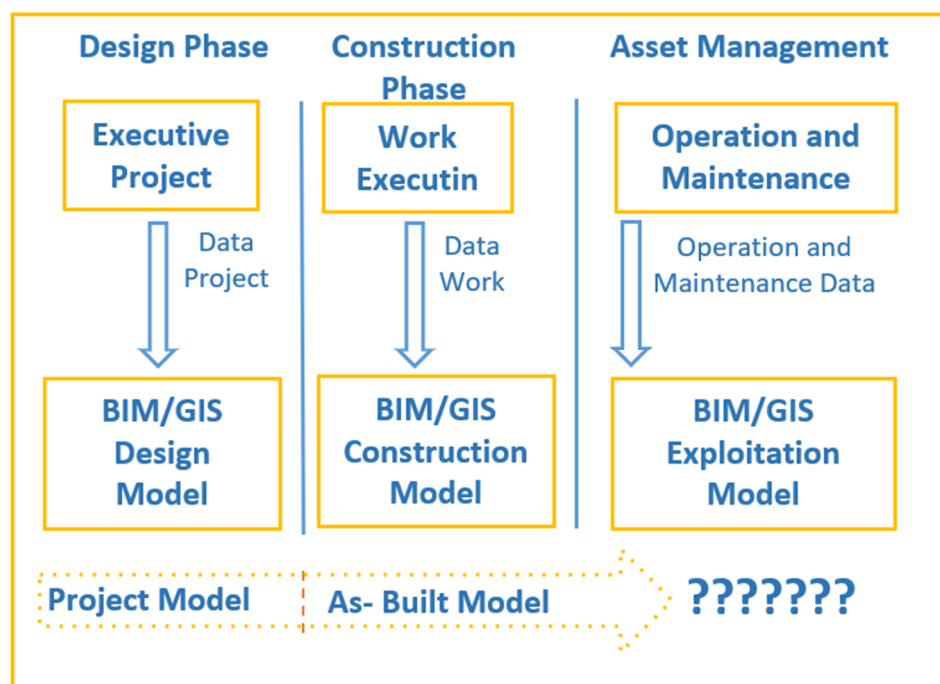 Design Phase
Construction
Phase
Asset Management
Executive
Project
Work
Executin
Operation and
Maintenance
Data
Project
Data
Work
Operation and
Maintenance Data
BIM/GIS
Design
Model
BIM/GIS
Construction
Model
BIM/GIS
Exploitation
Model
Project Model
As- Built Model
???????